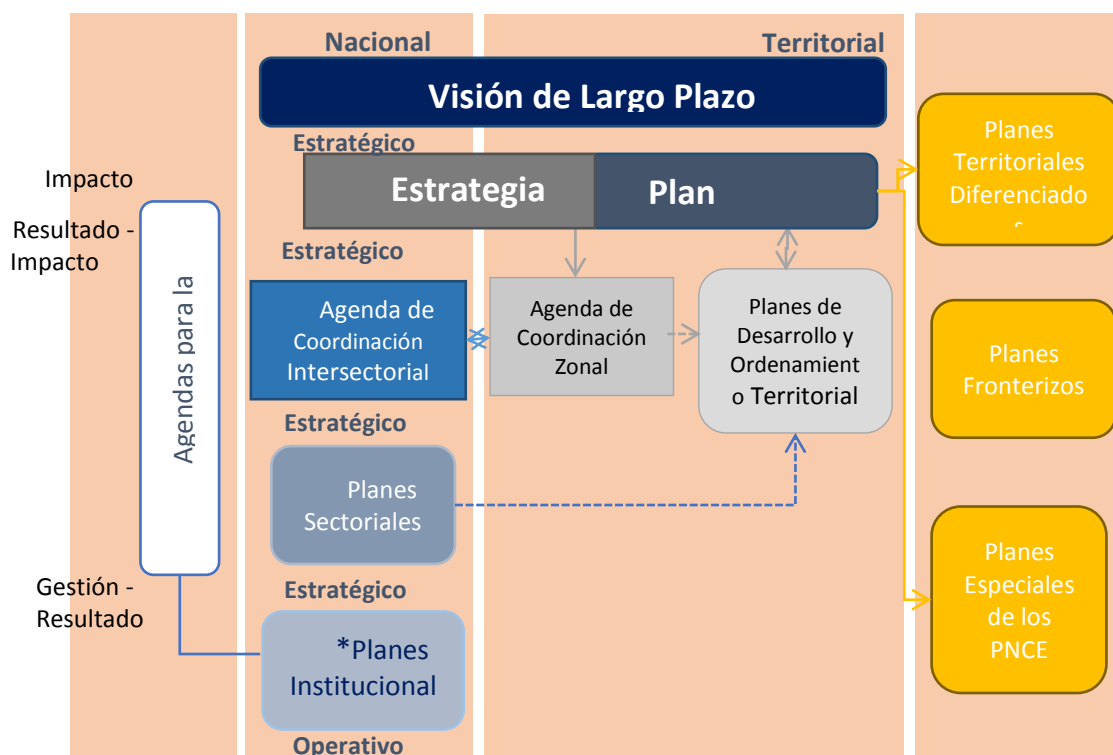 Nacional
Territorial
Visión de Largo Plazo
Estratégico
Estrategia
Plan
Impacto
Resultado -
Impacto
Agendas para la
Estratégico
Agenda de
Coordinación
Intersectorial
Agenda de
Coordinación
Zonal
Planes de
Desarrollo y
Ordenamient
o Territorial
Estratégico
Planes
Sectoriales
Gestión -
Resultado
Estratégico
*Planes
Institucional
Operativo
Planes
Territoriales
Diferenciado
Planes
Fronterizos
Planes
Especiales
de los
PNCE